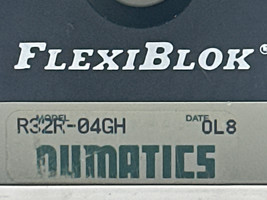 FLEXIBLOK®
MODEL DATE
R32R-04GH 0L8
NUMATICS